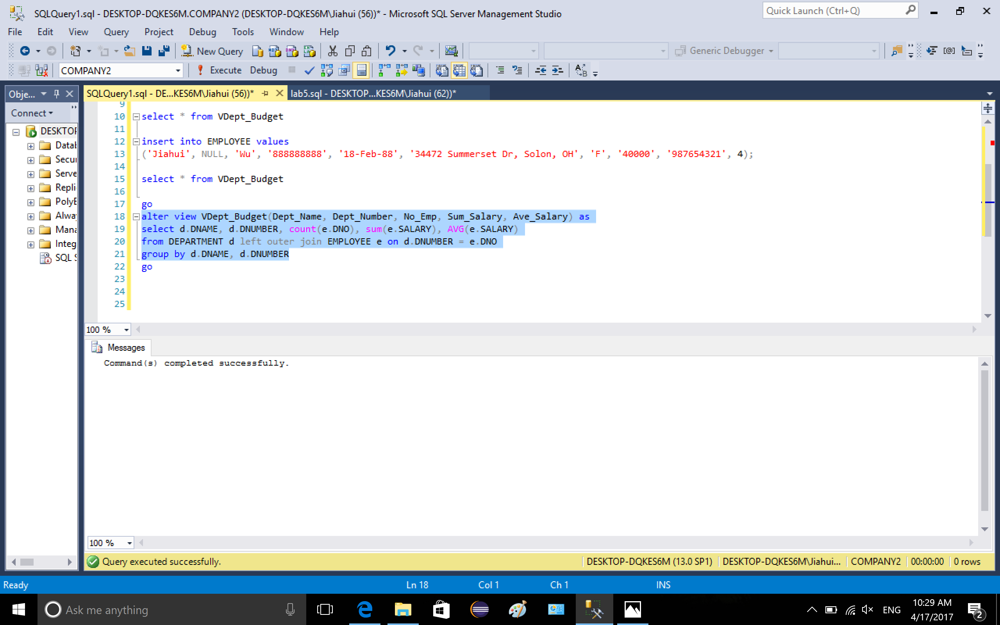 SQLQuery1.sql - DESKTOP-DQKES6M.COMPANY2 (DESKTOP-DQKES6M\Jiahui (56))* - Microsoft SQL Server Management Studio
Quick Launch (Ctrl+Q)
File Edit View Query Project Debug Tools Window Help
New Query
Generic Debugger
COMPANY2
Execute Debug
Obje...
SQLQuery1.sql - DE...KES6M\Jiahui (56))*
lab5.sql - DESKTOP...KES6M\Jiahui (62))*
Connect
DESKTOP
Datab
Secur
Serve
Repli
PolyB
Alway
Mana
Integ
SQL S
9
10 select * from VDept_Budget
11
12 insert into EMPLOYEE values
13 ('Jiahui', NULL, 'Wu', '888888888', '18-Feb-88', '34472 Summerset Dr, Solon, OH', 'F', '40000', '987654321', 4);
14
15 select * from VDept_Budget
16
17 go
18 alter view VDept_Budget(Dept_Name, Dept_Number, No_Emp, Sum_Salary, Ave_Salary) as
19 select d.DNAME, d.DNUMBER, count(e.DNO), sum(e.SALARY), AVG(e.SALARY)
20 from DEPARTMENT d left outer join EMPLOYEE e on d.DNUMBER = e.DNO
21 group by d.DNAME, d.DNUMBER
22 go
23
24
25
100 %
Messages
Command(s) completed successfully.
100 %
Query executed successfully.
DESKTOP-DQKES6M (13.0 SP1) DESKTOP-DQKES6M\Jiahui... COMPANY2 00:00:00 0 rows
Ready Ln 18 Col 1 Ch 1 INS
Ask me anything
ENG
10:29 AM
4/17/2017
2